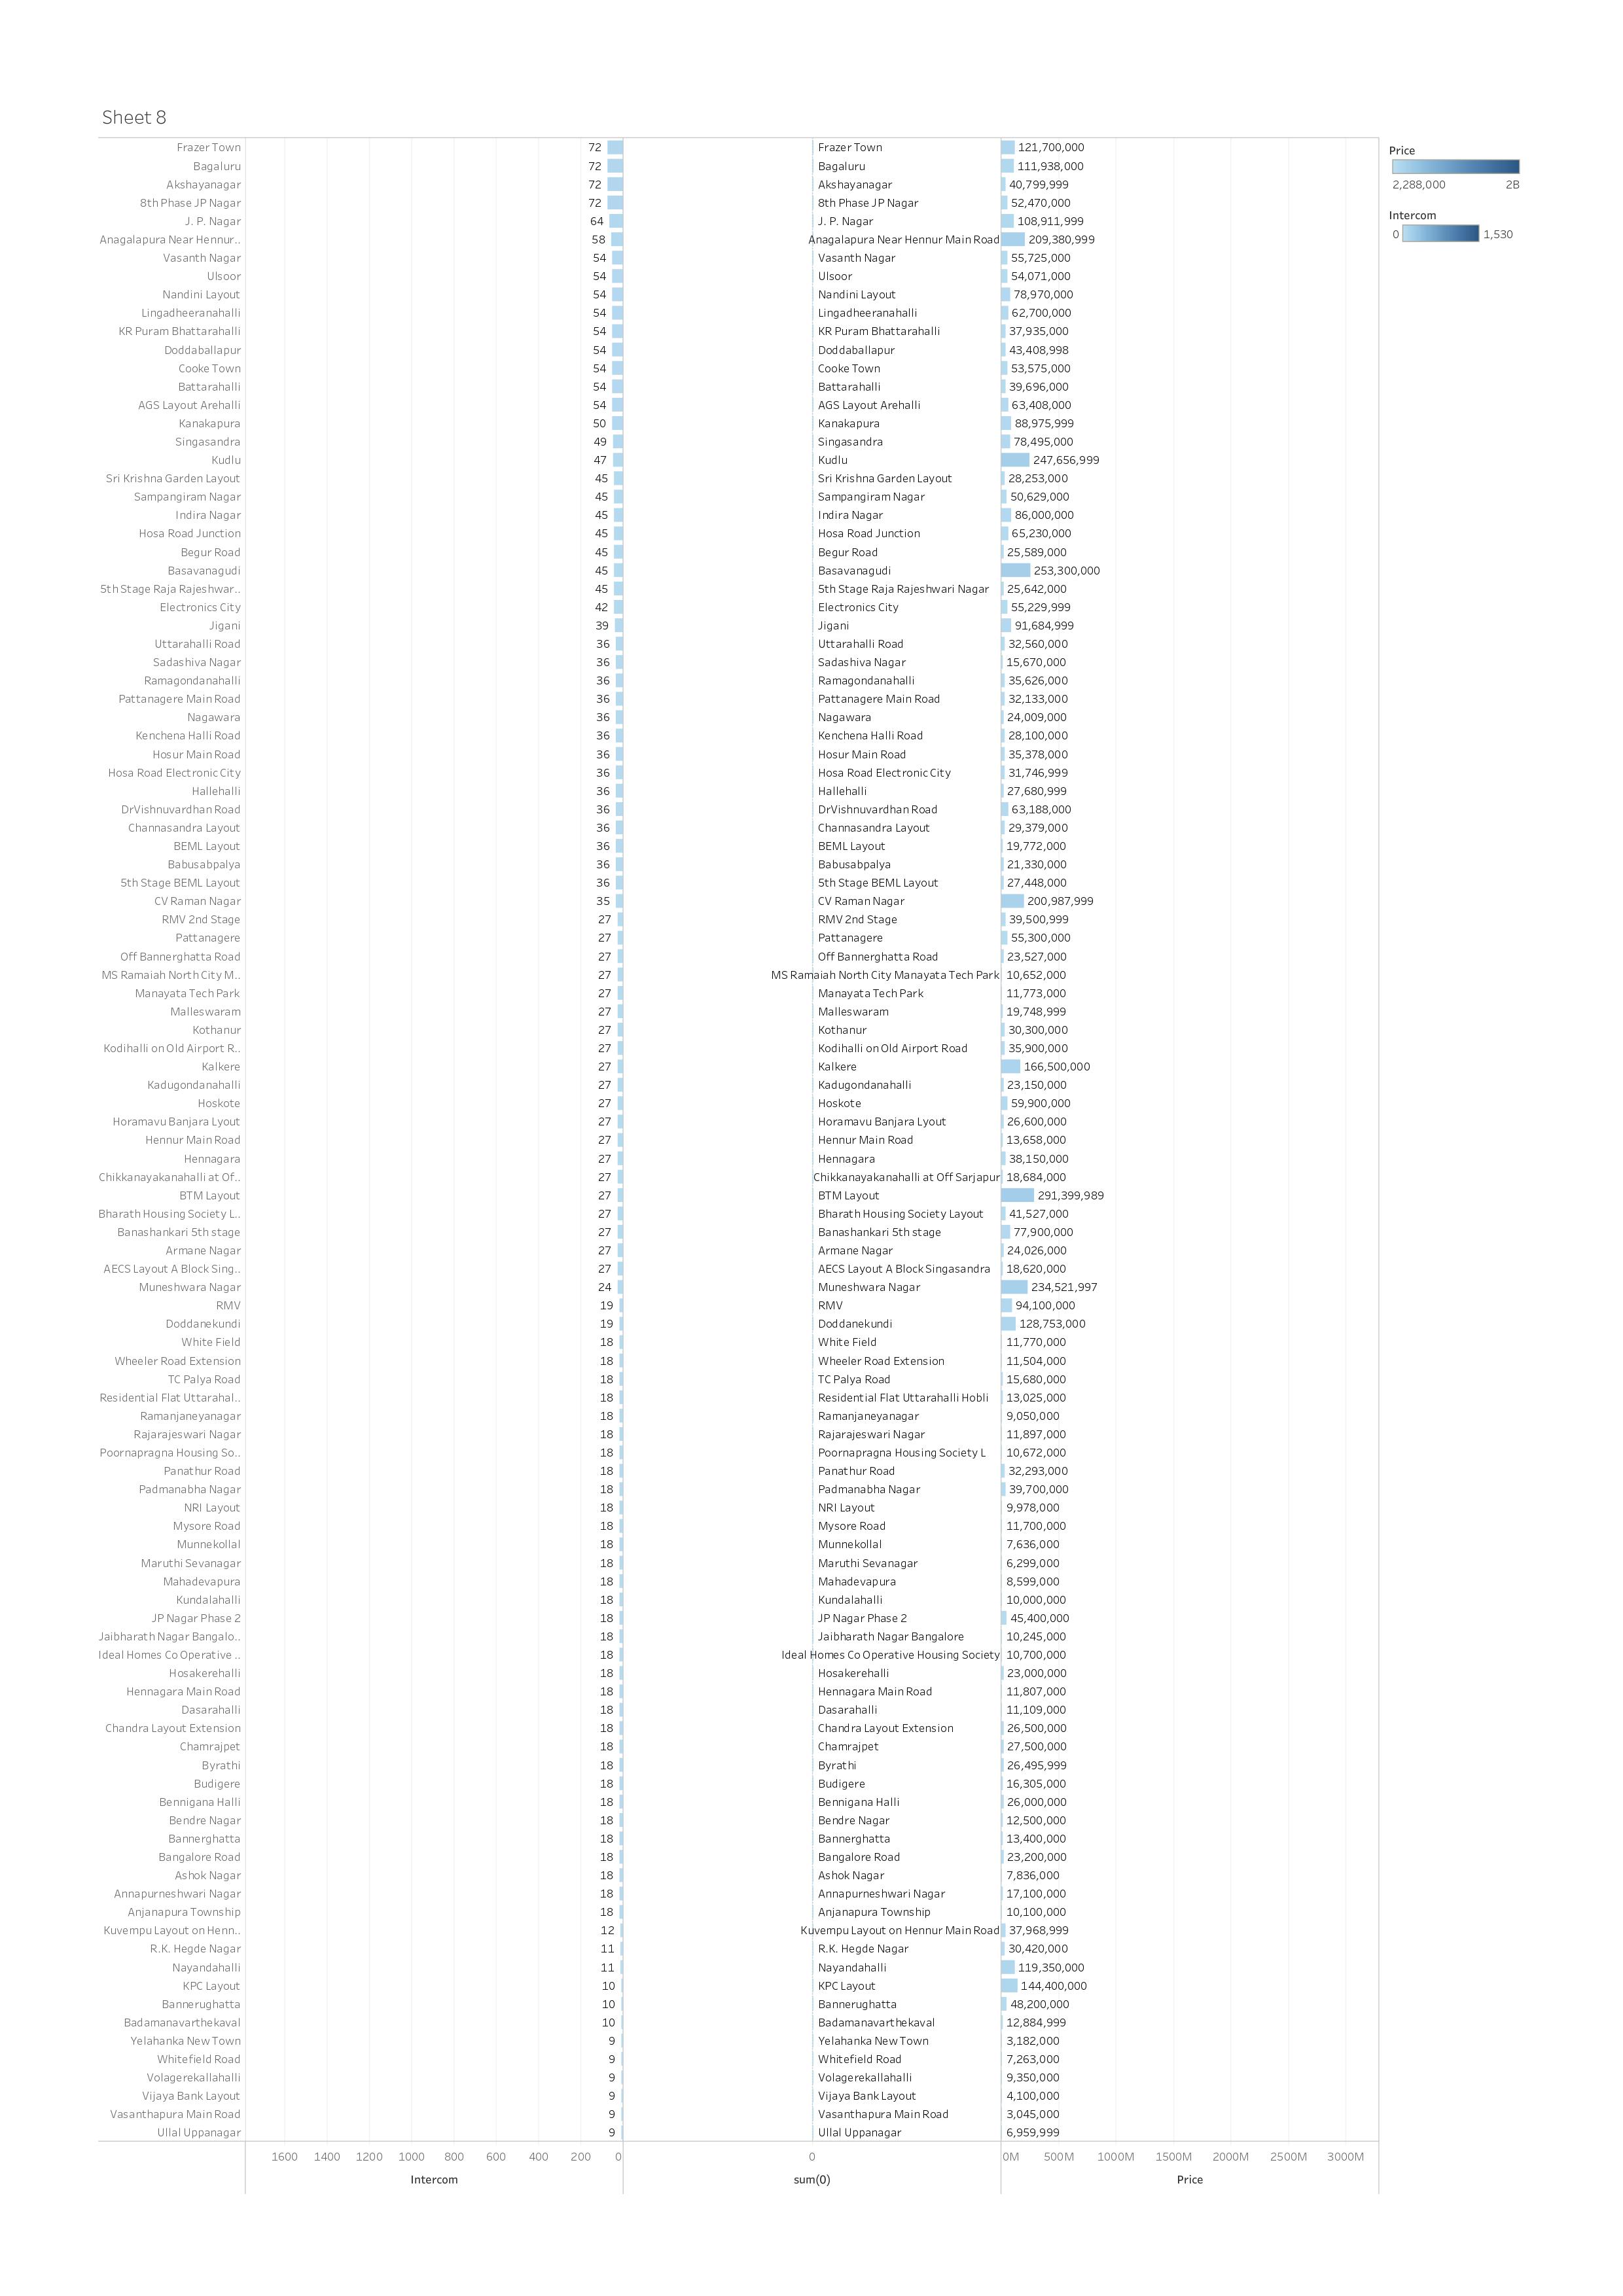 Sheet 8
Frazer Town 72 Frazer Town 121,700,000
Bagaluru 72 Bagaluru 111,938,000
Akshayanagar 72 Akshayanagar 40,799,999
8th Phase JP Nagar 72 8th Phase JP Nagar 52,470,000
J. P. Nagar 64 J. P. Nagar 108,911,999
Anagalapura Near Hennur.. 58 Anagalapura Near Hennur Main Road 209,380,999
Vasanth Nagar 54 Vasanth Nagar 55,725,000
Ulsoor 54 Ulsoor 54,071,000
Nandini Layout 54 Nandini Layout 78,970,000
Lingadheeranahalli 54 Lingadheeranahalli 62,700,000
KR Puram Bhattarahalli 54 KR Puram Bhattarahalli 37,935,000
Doddaballapur 54 Doddaballapur 43,408,998
Cooke Town 54 Cooke Town 53,575,000
Battarahalli 54 Battarahalli 39,696,000
AGS Layout Arehalli 54 AGS Layout Arehalli 63,408,000
Kanakapura 50 Kanakapura 88,975,999
Singasandra 49 Singasandra 78,495,000
Kudlu 47 Kudlu 247,656,999
Sri Krishna Garden Layout 45 Sri Krishna Garden Layout 28,253,000
Sampangiram Nagar 45 Sampangiram Nagar 50,629,000
Indira Nagar 45 Indira Nagar 86,000,000
Hosa Road Junction 45 Hosa Road Junction 65,230,000
Begur Road 45 Begur Road 25,589,000
Basavanagudi 45 Basavanagudi 253,300,000
5th Stage Raja Rajeshwar.. 45 5th Stage Raja Rajeshwari Nagar 25,642,000
Electronics City 42 Electronics City 55,229,999
Jigani 39 Jigani 91,684,999
Uttarahalli Road 36 Uttarahalli Road 32,560,000
Sadashiva Nagar 36 Sadashiva Nagar 15,670,000
Ramagondanahalli 36 Ramagondanahalli 35,626,000
Pattanagere Main Road 36 Pattanagere Main Road 32,133,000
Nagawara 36 Nagawara 24,009,000
Kenchena Halli Road 36 Kenchena Halli Road 28,100,000
Hosur Main Road 36 Hosur Main Road 35,378,000
Hosa Road Electronic City 36 Hosa Road Electronic City 31,746,999
Hallehalli 36 Hallehalli 27,680,999
DrVishnuvardhan Road 36 DrVishnuvardhan Road 63,188,000
Channasandra Layout 36 Channasandra Layout 29,379,000
BEML Layout 36 BEML Layout 19,772,000
Babusabpalya 36 Babusabpalya 21,330,000
5th Stage BEML Layout 36 5th Stage BEML Layout 27,448,000
CV Raman Nagar 35 CV Raman Nagar 200,987,999
RMV 2nd Stage 27 RMV 2nd Stage 39,500,999
Pattanagere 27 Pattanagere 55,300,000
Off Bannerghatta Road 27 Off Bannerghatta Road 23,527,000
MS Ramaiah North City M.. 27 MS Ramaiah North City Manayata Tech Park 10,652,000
Manayata Tech Park 27 Manayata Tech Park 11,773,000
Malleswaram 27 Malleswaram 19,748,999
Kothanur 27 Kothanur 30,300,000
Kodihalli on Old Airport R.. 27 Kodihalli on Old Airport Road 35,900,000
Kalkere 27 Kalkere 166,500,000
Kadugondanahalli 27 Kadugondanahalli 23,150,000
Hoskote 27 Hoskote 59,900,000
Horamavu Banjara Lyout 27 Horamavu Banjara Lyout 26,600,000
Hennur Main Road 27 Hennur Main Road 13,658,000
Hennagara 27 Hennagara 38,150,000
Chikkanayakanahalli at Of.. 27 Chikkanayakanahalli at Off Sarjapur 18,684,000
BTM Layout 27 BTM Layout 291,399,989
Bharath Housing Society L.. 27 Bharath Housing Society Layout 41,527,000
Banashankari 5th stage 27 Banashankari 5th stage 77,900,000
Armane Nagar 27 Armane Nagar 24,026,000
AECS Layout A Block Sing.. 27 AECS Layout A Block Singasandra 18,620,000
Muneshwara Nagar 24 Muneshwara Nagar 234,521,997
RMV 19 RMV 94,100,000
Doddanekundi 19 Doddanekundi 128,753,000
White Field 18 White Field 11,770,000
Wheeler Road Extension 18 Wheeler Road Extension 11,504,000
TC Palya Road 18 TC Palya Road 15,680,000
Residential Flat Uttarahal.. 18 Residential Flat Uttarahalli Hobli 13,025,000
Ramanjaneyanagar 18 Ramanjaneyanagar 9,050,000
Rajarajeswari Nagar 18 Rajarajeswari Nagar 11,897,000
Poornapragna Housing So.. 18 Poornapragna Housing Society L 10,672,000
Panathur Road 18 Panathur Road 32,293,000
Padmanabha Nagar 18 Padmanabha Nagar 39,700,000
NRI Layout 18 NRI Layout 9,978,000
Mysore Road 18 Mysore Road 11,700,000
Munnekollal 18 Munnekollal 7,636,000
Maruthi Sevanagar 18 Maruthi Sevanagar 6,299,000
Mahadevapura 18 Mahadevapura 8,599,000
Kundalahalli 18 Kundalahalli 10,000,000
JP Nagar Phase 2 18 JP Nagar Phase 2 45,400,000
Jaibharath Nagar Bangalo.. 18 Jaibharath Nagar Bangalore 10,245,000
Ideal Homes Co Operative .. 18 Ideal Homes Co Operative Housing Society 10,700,000
Hosakerehalli 18 Hosakerehalli 23,000,000
Hennagara Main Road 18 Hennagara Main Road 11,807,000
Dasarahalli 18 Dasarahalli 11,109,000
Chandra Layout Extension 18 Chandra Layout Extension 26,500,000
Chamrajpet 18 Chamrajpet 27,500,000
Byrathi 18 Byrathi 26,495,999
Budigere 18 Budigere 16,305,000
Bennigana Halli 18 Bennigana Halli 26,000,000
Bendre Nagar 18 Bendre Nagar 12,500,000
Bannerghatta 18 Bannerghatta 13,400,000
Bangalore Road 18 Bangalore Road 23,200,000
Ashok Nagar 18 Ashok Nagar 7,836,000
Annapurneshwari Nagar 18 Annapurneshwari Nagar 17,100,000
Anjanapura Township 18 Anjanapura Township 10,100,000
Kuvempu Layout on Henn.. 12 Kuvempu Layout on Hennur Main Road 37,968,999
R.K. Hegde Nagar 11 R.K. Hegde Nagar 30,420,000
Nayandahalli 11 Nayandahalli 119,350,000
KPC Layout 10 KPC Layout 144,400,000
Bannerughatta 10 Bannerughatta 48,200,000
Badamanavarthekaval 10 Badamanavarthekaval 12,884,999
Yelahanka New Town 9 Yelahanka New Town 3,182,000
Whitefield Road 9 Whitefield Road 7,263,000
Volagerekallahalli 9 Volagerekallahalli 9,350,000
Vijaya Bank Layout 9 Vijaya Bank Layout 4,100,000
Vasanthapura Main Road 9 Vasanthapura Main Road 3,045,000
Ullal Uppanagar 9 Ullal Uppanagar 6,959,999
1600 1400 1200 1000 800 600 400 200 0 0 0M 500M 1000M 1500M 2000M 2500M 3000M
Intercom sum(0) Price
Price
2,288,000 2B
Intercom
0 1,530